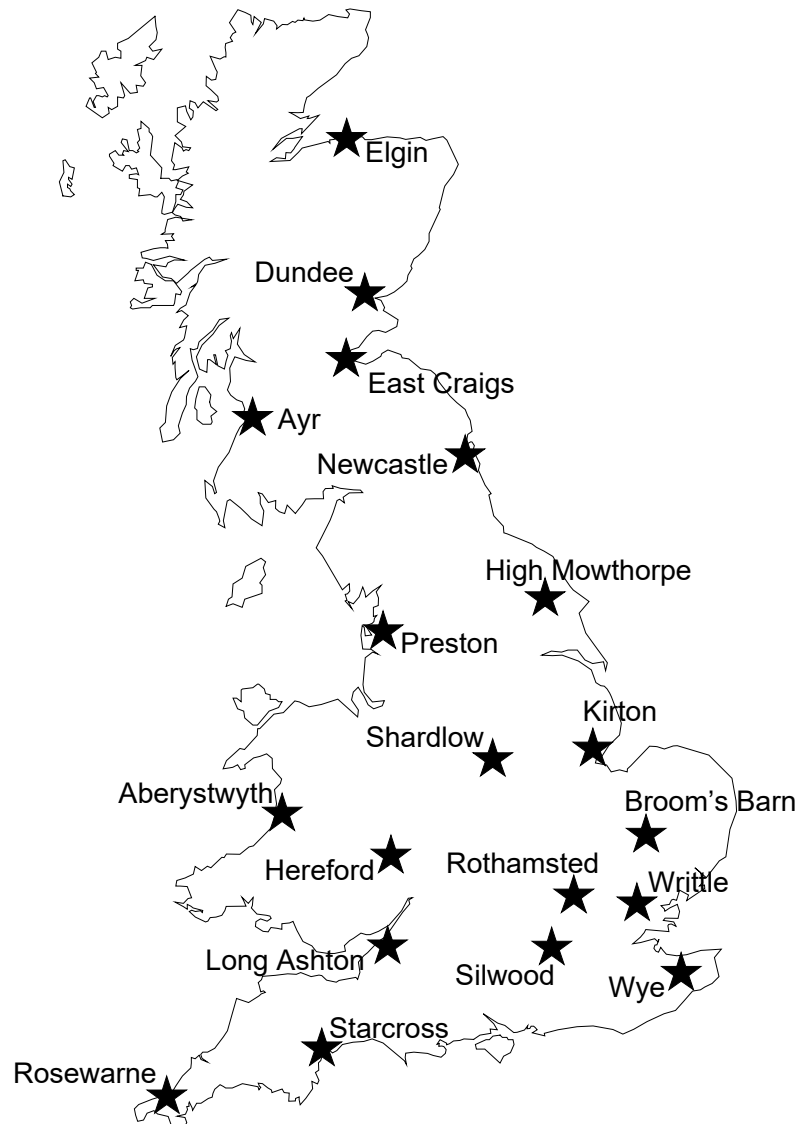 Elgin
Dundee
East Craigs
Ayr
Newcastle
High Mowthorpe
Preston
Kirton
Shardlow
Aberystwyth
Broom's Barn
Rothamsted
Hereford
Writtle
Long Ashton
Silwood
Wye
Starcross
Rosewarne